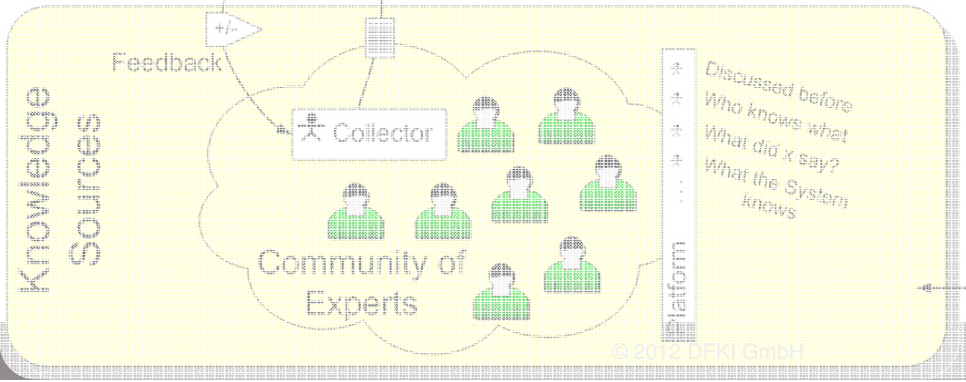 +/-
Feedback
Knowledge
Sources
Collector
Community of
Experts
Discussed before
Who knows what
What did x say?
What the System
knows
© 2012 DFKI GmbH